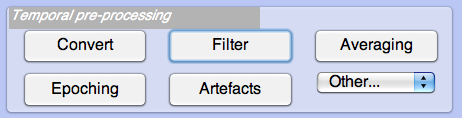 Temporal pre-processing
Convert Filter Averaging
Epoching Artefacts Other...